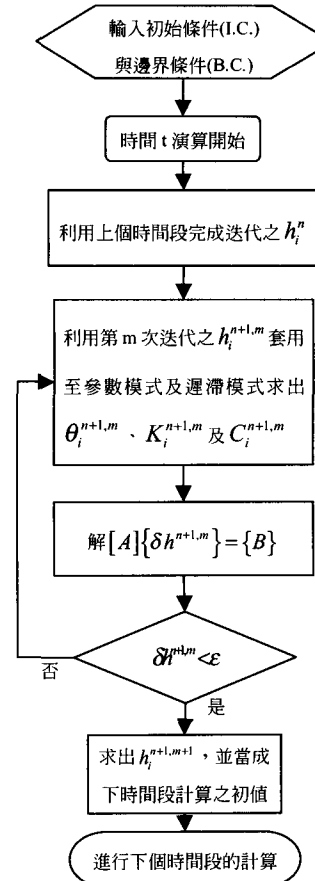 輸入初始條件(I.C.)
與邊界條件(B.C.)
時間 t 演算開始
利用上個時間段完成迭代之 $h_i^n$
利用第 m 次迭代之 $h_i^{n+1,m}$ 套用
至參數模式及遲滯模式求出
$\theta_i^{n+1,m}$、$K_i^{n+1,m}$ 及 $C_i^{n+1,m}$
解 $[A]\{\delta h^{n+1,m}\}=\{B\}$
$\delta h^{n+1,m}<\varepsilon$
否
是
求出 $h_i^{n+1,m+1}$，並當成
下時間段計算之初值
進行下個時間段的計算